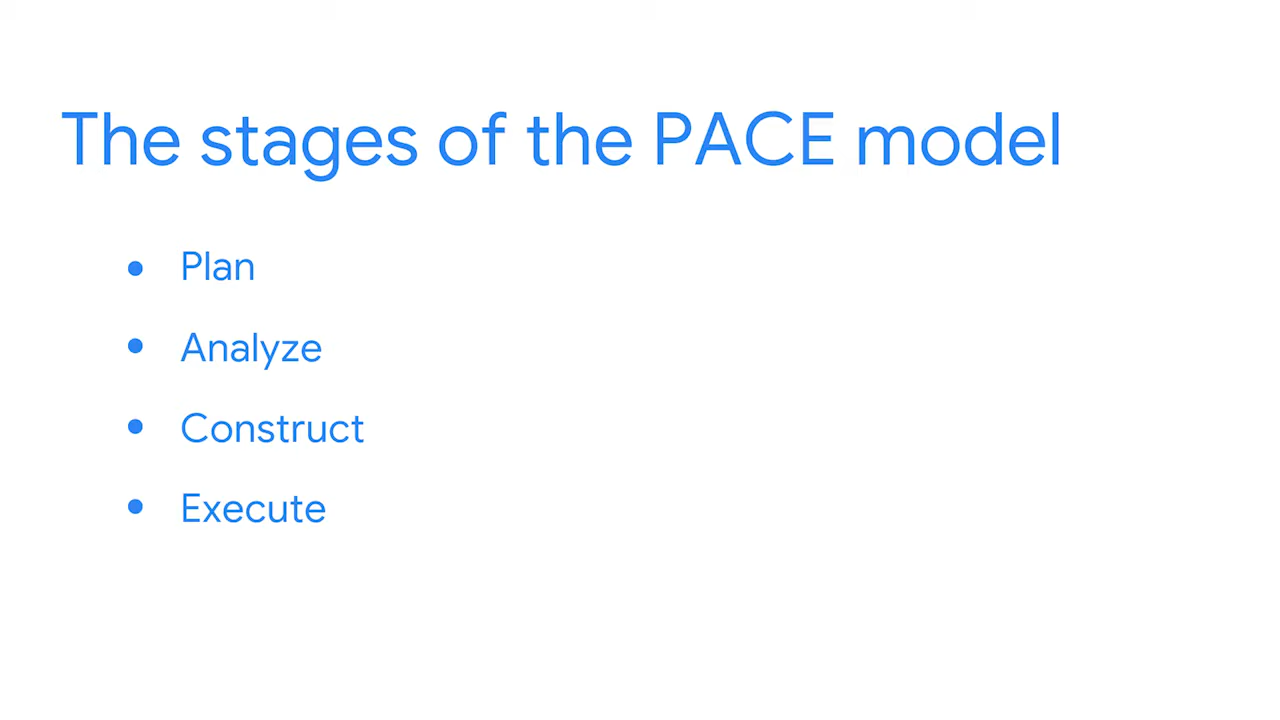 The stages of the PACE model
• Plan
• Analyze
• Construct
• Execute